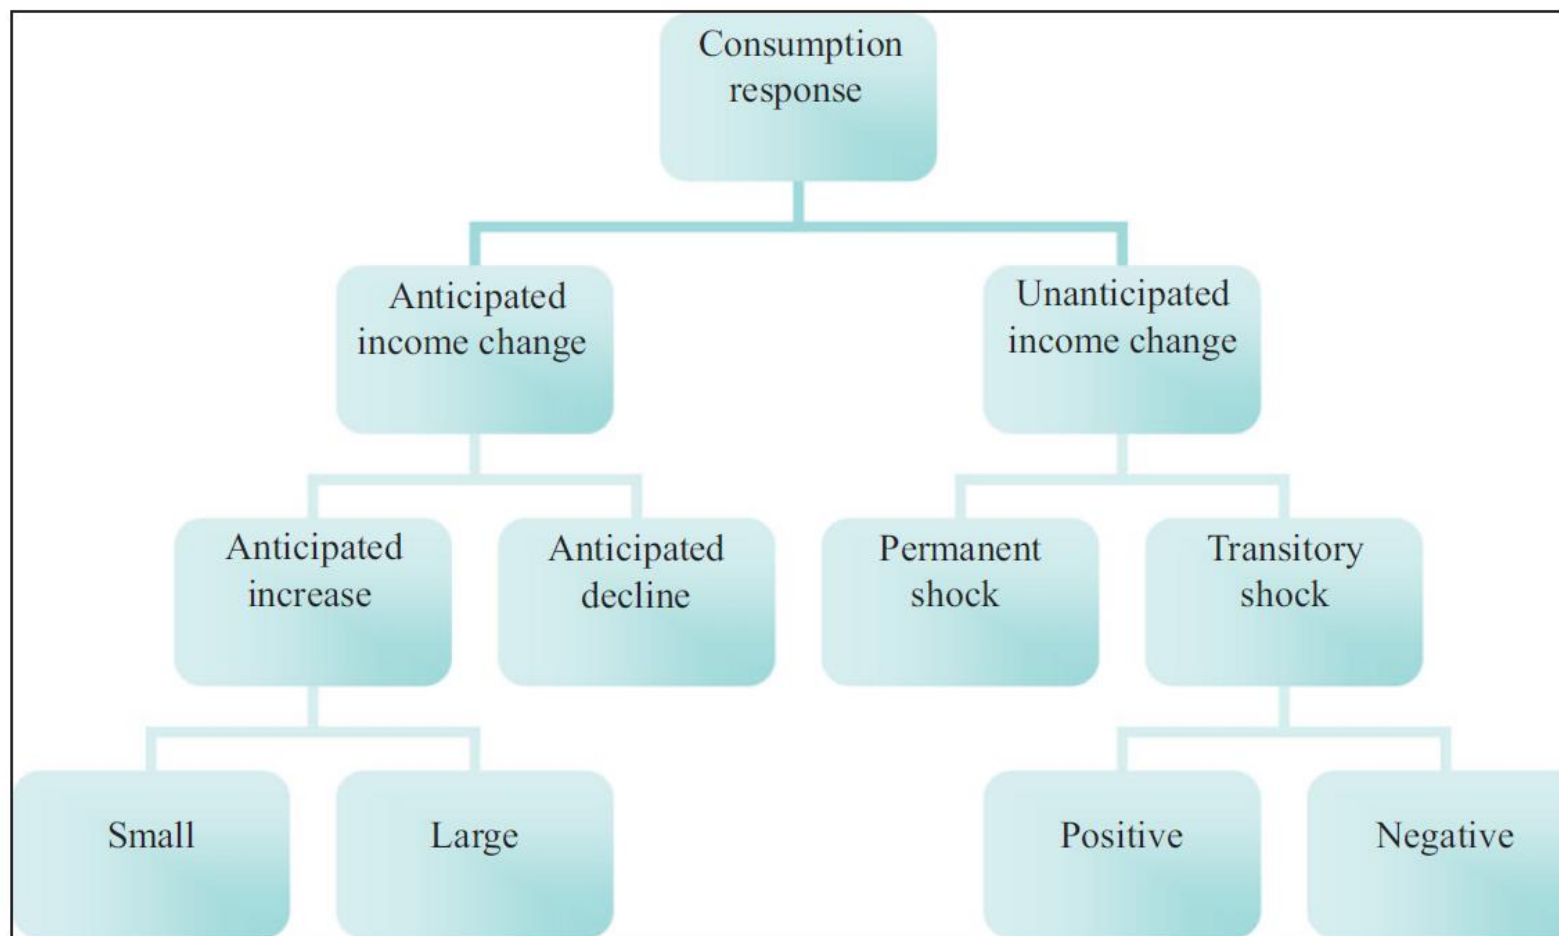 Consumption
response
Anticipated
income change
Unanticipated
income change
Anticipated
increase
Anticipated
decline
Permanent
shock
Transitory
shock
Small
Large
Positive
Negative